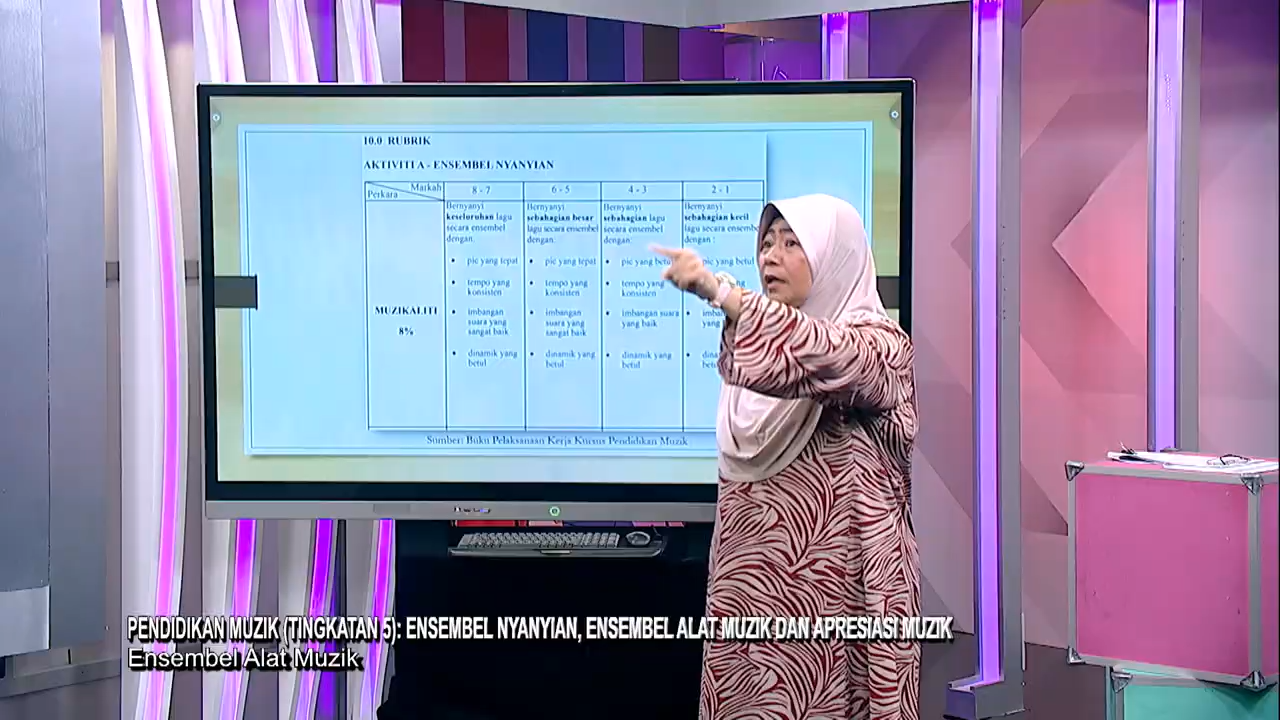 10.0 RUBRIK
AKTIVITI A - ENSEMBEL NYANYIAN
Markah
Perkara
8 - 7
6 - 5
4 - 3
2 - 1
MUZIKALITI
8%
Bernyanyi
keseluruhan lagu
secara ensembel
dengan:
• pic yang tepat
• tempo yang
konsisten
• imbangan
suara yang
sangat baik
• dinamik yang
betul
Bernyanyi
sebahagian besar
lagu secara ensembel
dengan:
• pic yang tepat
• tempo yang
konsisten
• imbangan
suara yang
sangat baik
• dinamik yang
betul
Bernyanyi
sebahagian lagu
secara ensembel
dengan:
• pic yang
• tempo yang
konsisten
• imbangan suara
yang baik
• dinamik yang
betul
Bernyanyi
sebahagian kecil
lagu secara
dengan :
pic yang betul
Sumber: Buku Pelaksanaan Kerja Kursus Pendidikan Muzik
PENDIDIKAN MUZIK (TINGKATAN 5): ENSEMBEL NYANYIAN, ENSEMBEL ALAT MUZIK DAN APRESIASI MUZIK
Ensembel Alat Muzik